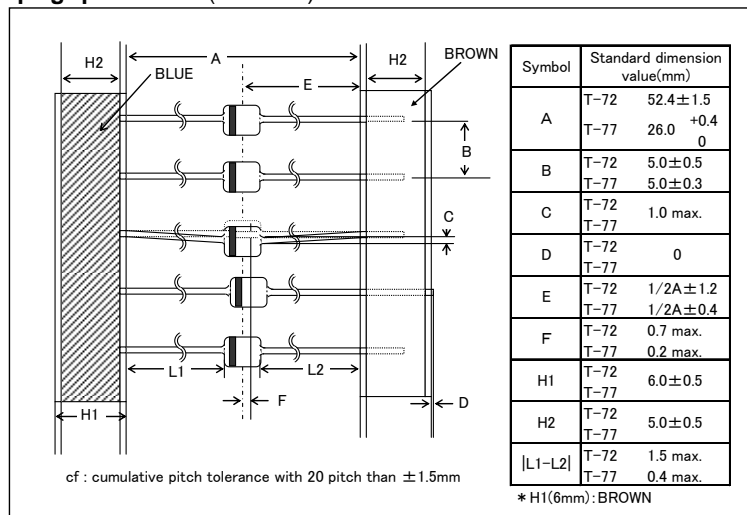 H2
A
H2
BLUE
BROWN
E
B
C
L1
L2
F
D
H1
cf : cumulative pitch tolerance with 20 pitch than ±1.5mm
Symbol Standard dimension
value(mm)
A T-72 52.4±1.5
T-77 26.0 +0.4
0
B T-72 5.0±0.5
T-77 5.0±0.3
C T-72
T-77 1.0 max.
D T-72
T-77 0
E T-72 1/2A±1.2
T-77 1/2A±0.4
F T-72 0.7 max.
T-77 0.2 max.
H1 T-72
T-77 6.0±0.5
H2 T-72
T-77 5.0±0.5
|L1-L2| T-72 1.5 max.
T-77 0.4 max.
*H1(6mm):BROWN